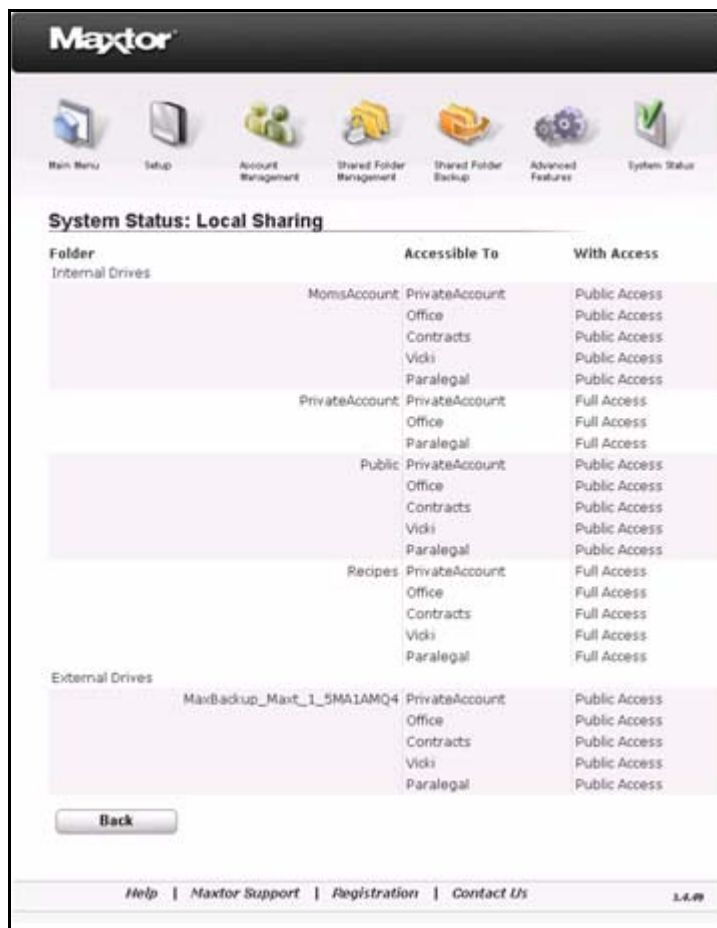 Maxtor
Main Menu
Setup
Account Management
Shared Folder Management
Shared Folder Backup
Advanced Features
System Status
System Status: Local Sharing
Folder Accessible To With Access
Internal Drives
MomsAccount PrivateAccount Public Access
Office Public Access
Contracts Public Access
Vicki Public Access
Paralegal Public Access
PrivateAccount PrivateAccount Full Access
Office Full Access
Paralegal Full Access
Public PrivateAccount Public Access
Office Public Access
Contracts Public Access
Vicki Public Access
Paralegal Public Access
Recipes PrivateAccount Full Access
Office Full Access
Contracts Full Access
Vicki Full Access
Paralegal Full Access
External Drives
MaxBackup_Maxt_1_5MA1AMQ4 PrivateAccount Public Access
Office Public Access
Contracts Public Access
Vicki Public Access
Paralegal Public Access
Back
Help | Maxtor Support | Registration | Contact Us